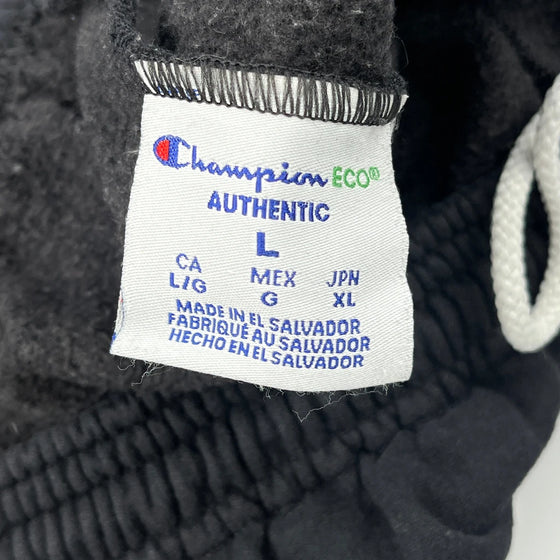 Champion ECO®
AUTHENTIC
L
CA MEX JPN
L/G G XL
MADE IN EL SALVADOR
FABRIQUÉ AU SALVADOR
HECHO EN EL SALVADOR